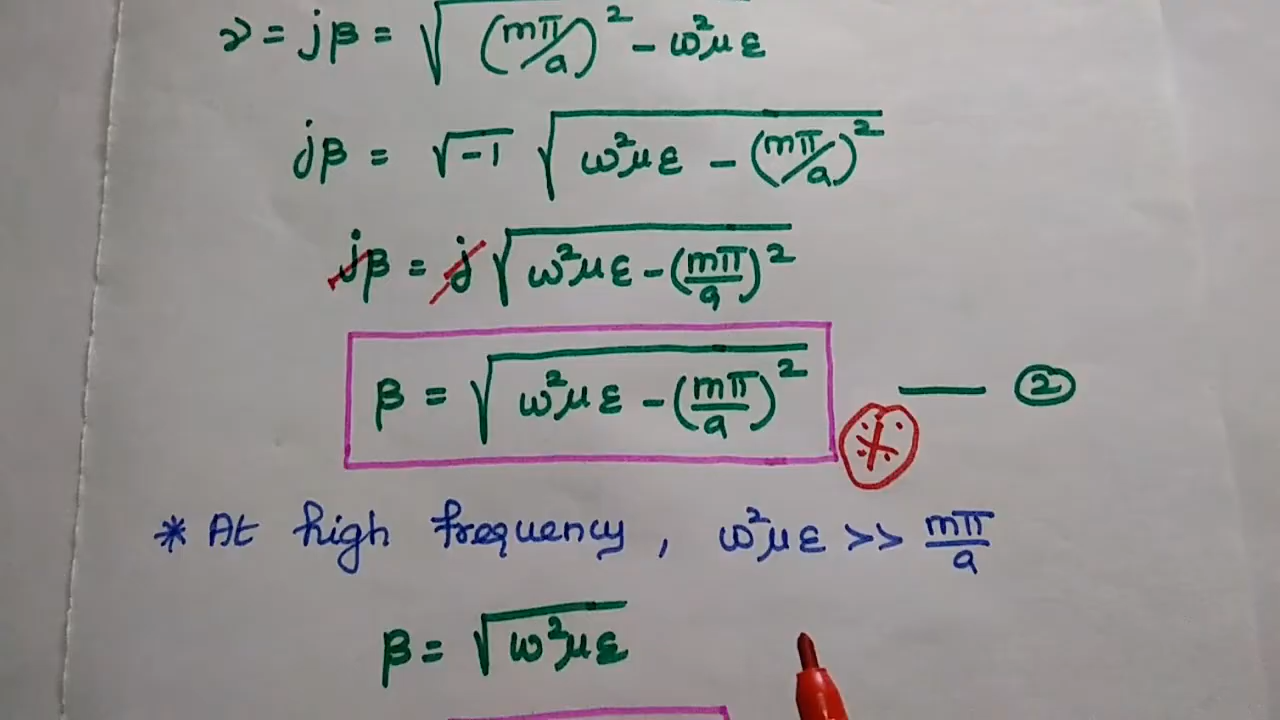 ν = jβ = √(mπ/a)² - ω²με
jβ = √-1 √ω²με - (mπ/a)²
jβ = j √ω²με - (mπ/a)²
β = √ω²με - (mπ/a)² — ②
* At high frequency, ω²με >> mπ/a
β = √ω²με